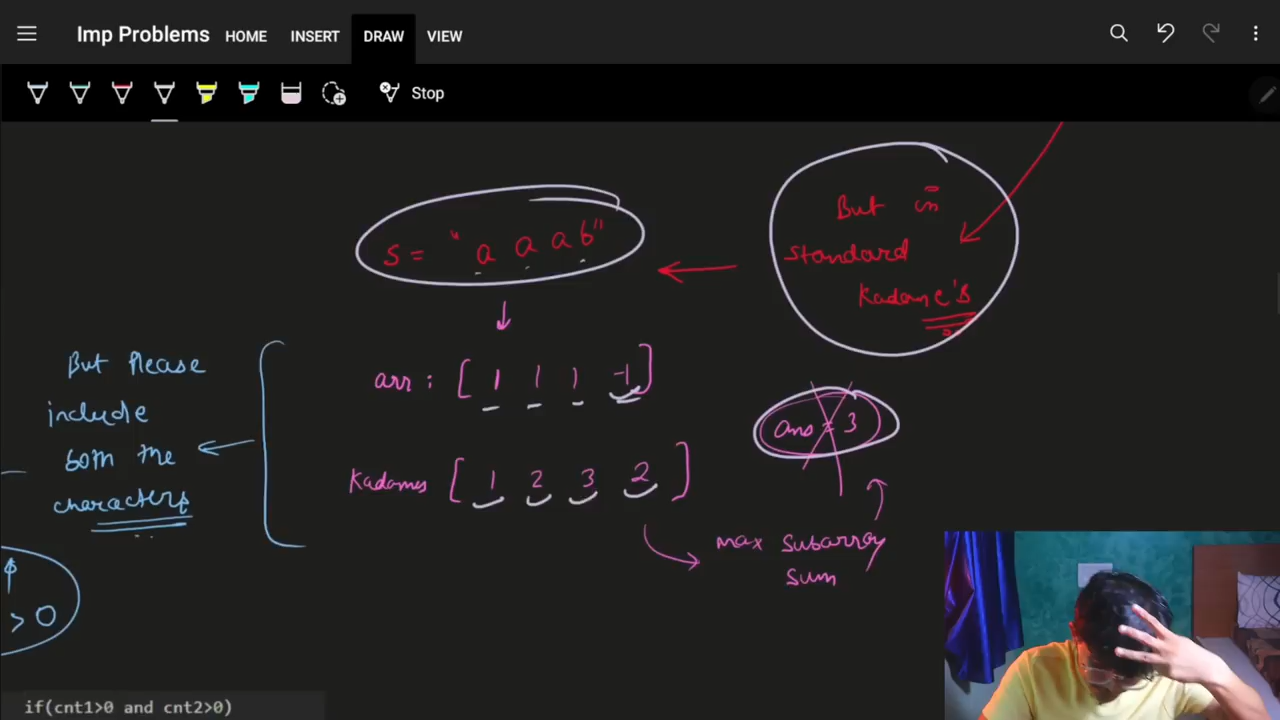 Imp Problems HOME INSERT DRAW VIEW
Stop
But in
standard
Kadane's
s = "a a a b"
arr : [ 1 1 1 -1 ]
But Please
include
both the
characters
ans = 3
Kadames [ 1 2 3 2 ]
max subarray
sum
> 0
if(cnt1>0 and cnt2>0)